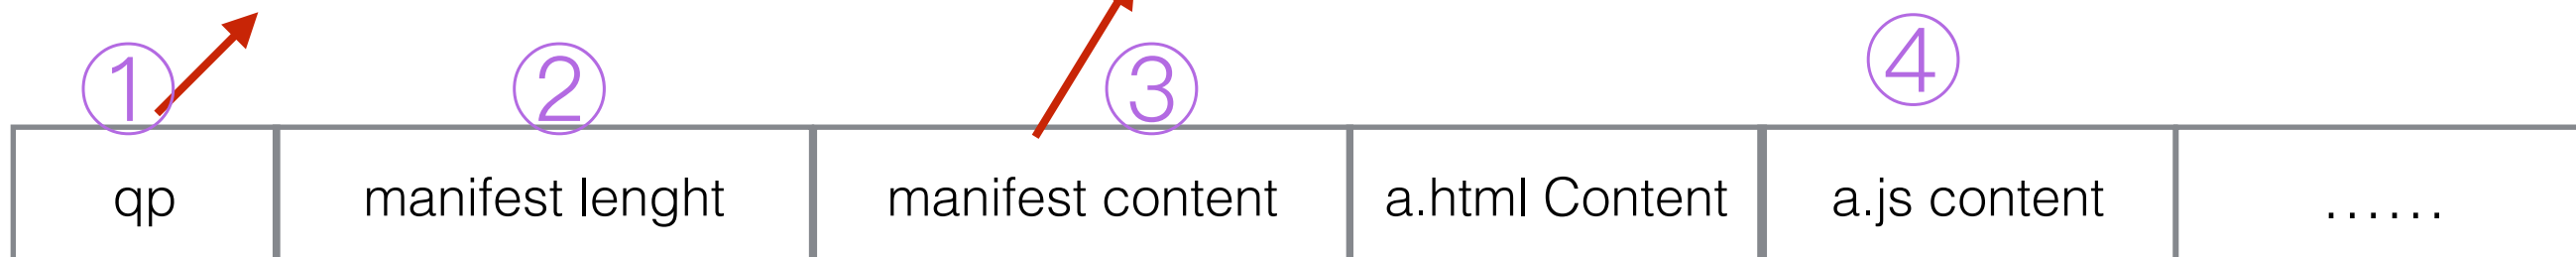 ① ② ③ ④
qp manifest lenght manifest content a.html Content a.js content ......